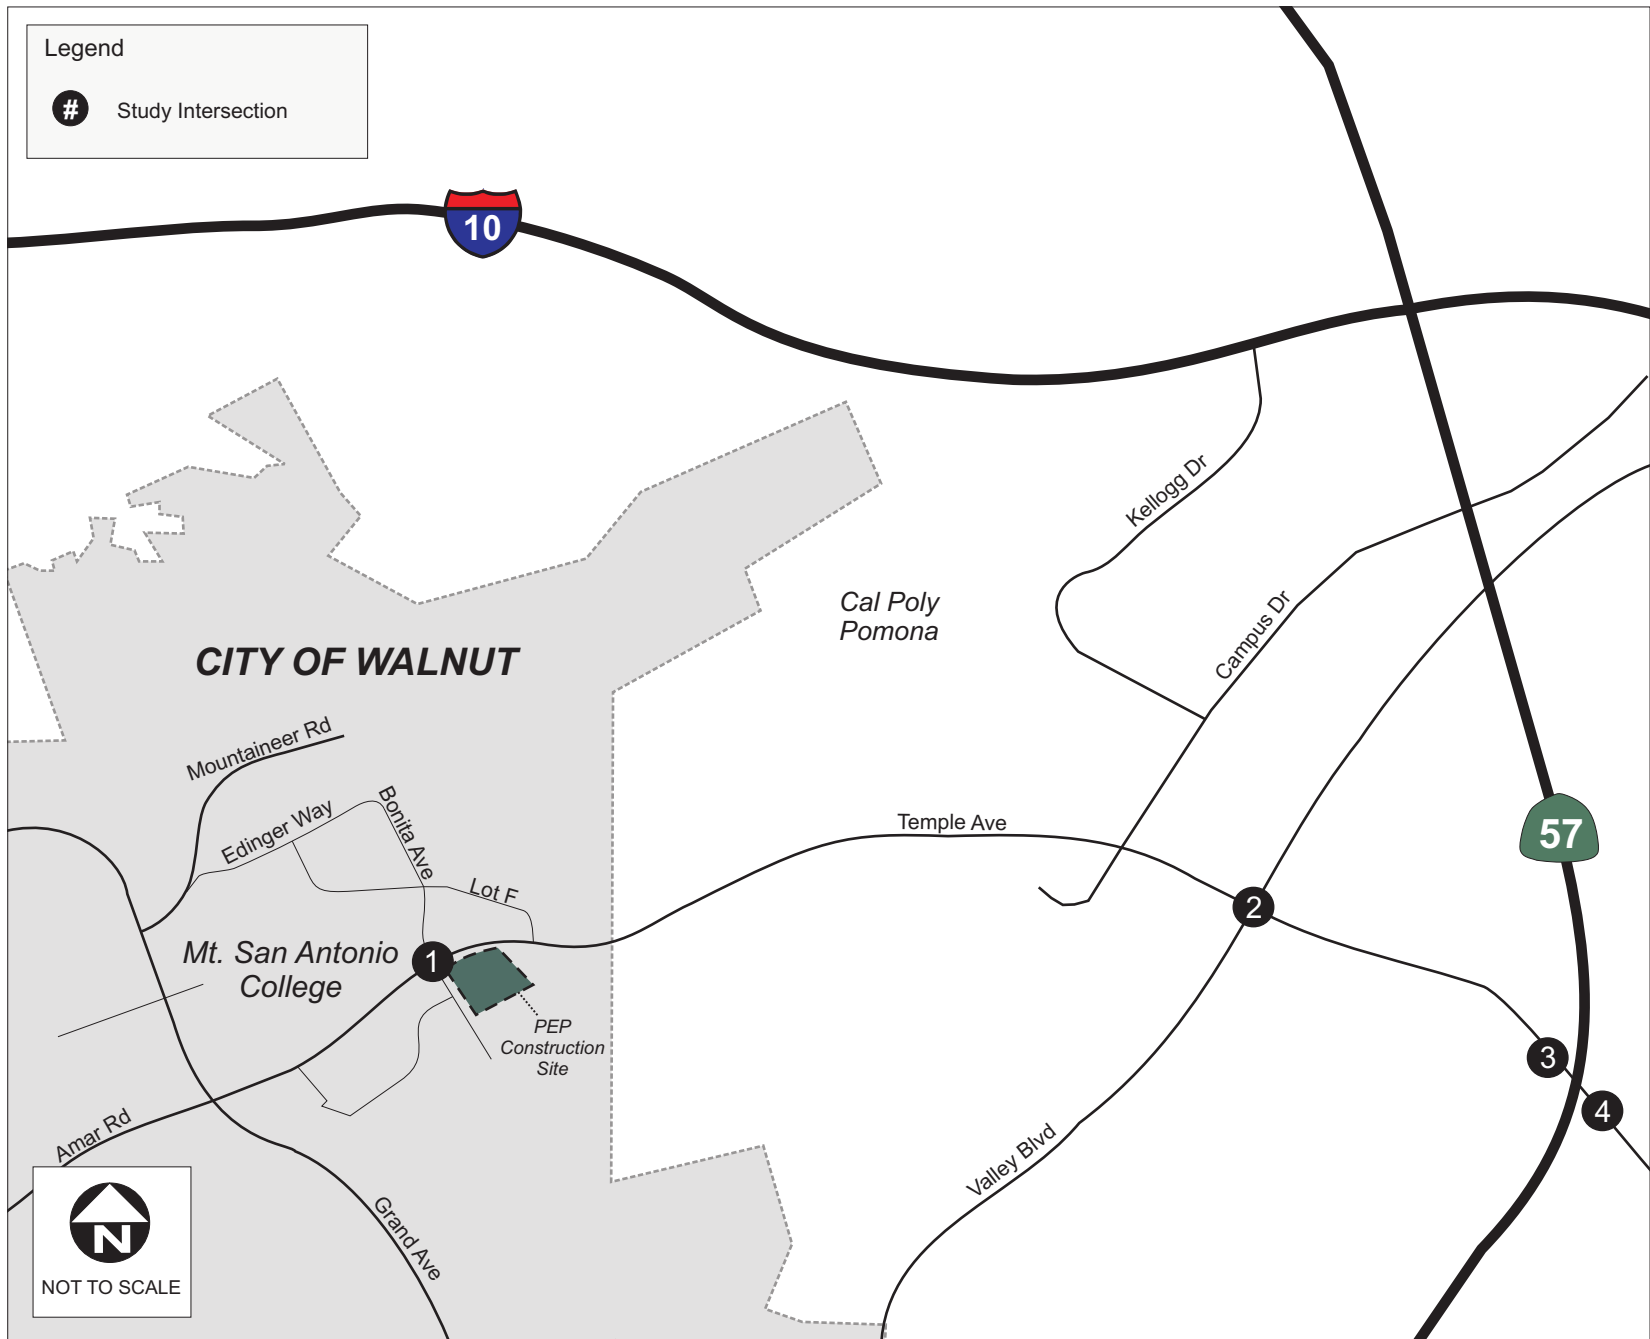 Legend
#
Study Intersection
10
Kellogg Dr
Cal Poly
Pomona
Campus Dr
CITY OF WALNUT
Mountaineer Rd
Edinger Way
Bonita Ave
Temple Ave
57
Lot F
2
Mt. San Antonio
College
1
PEP
Construction
Site
3
4
Amar Rd
Valley Blvd
Grand Ave
N
NOT TO SCALE